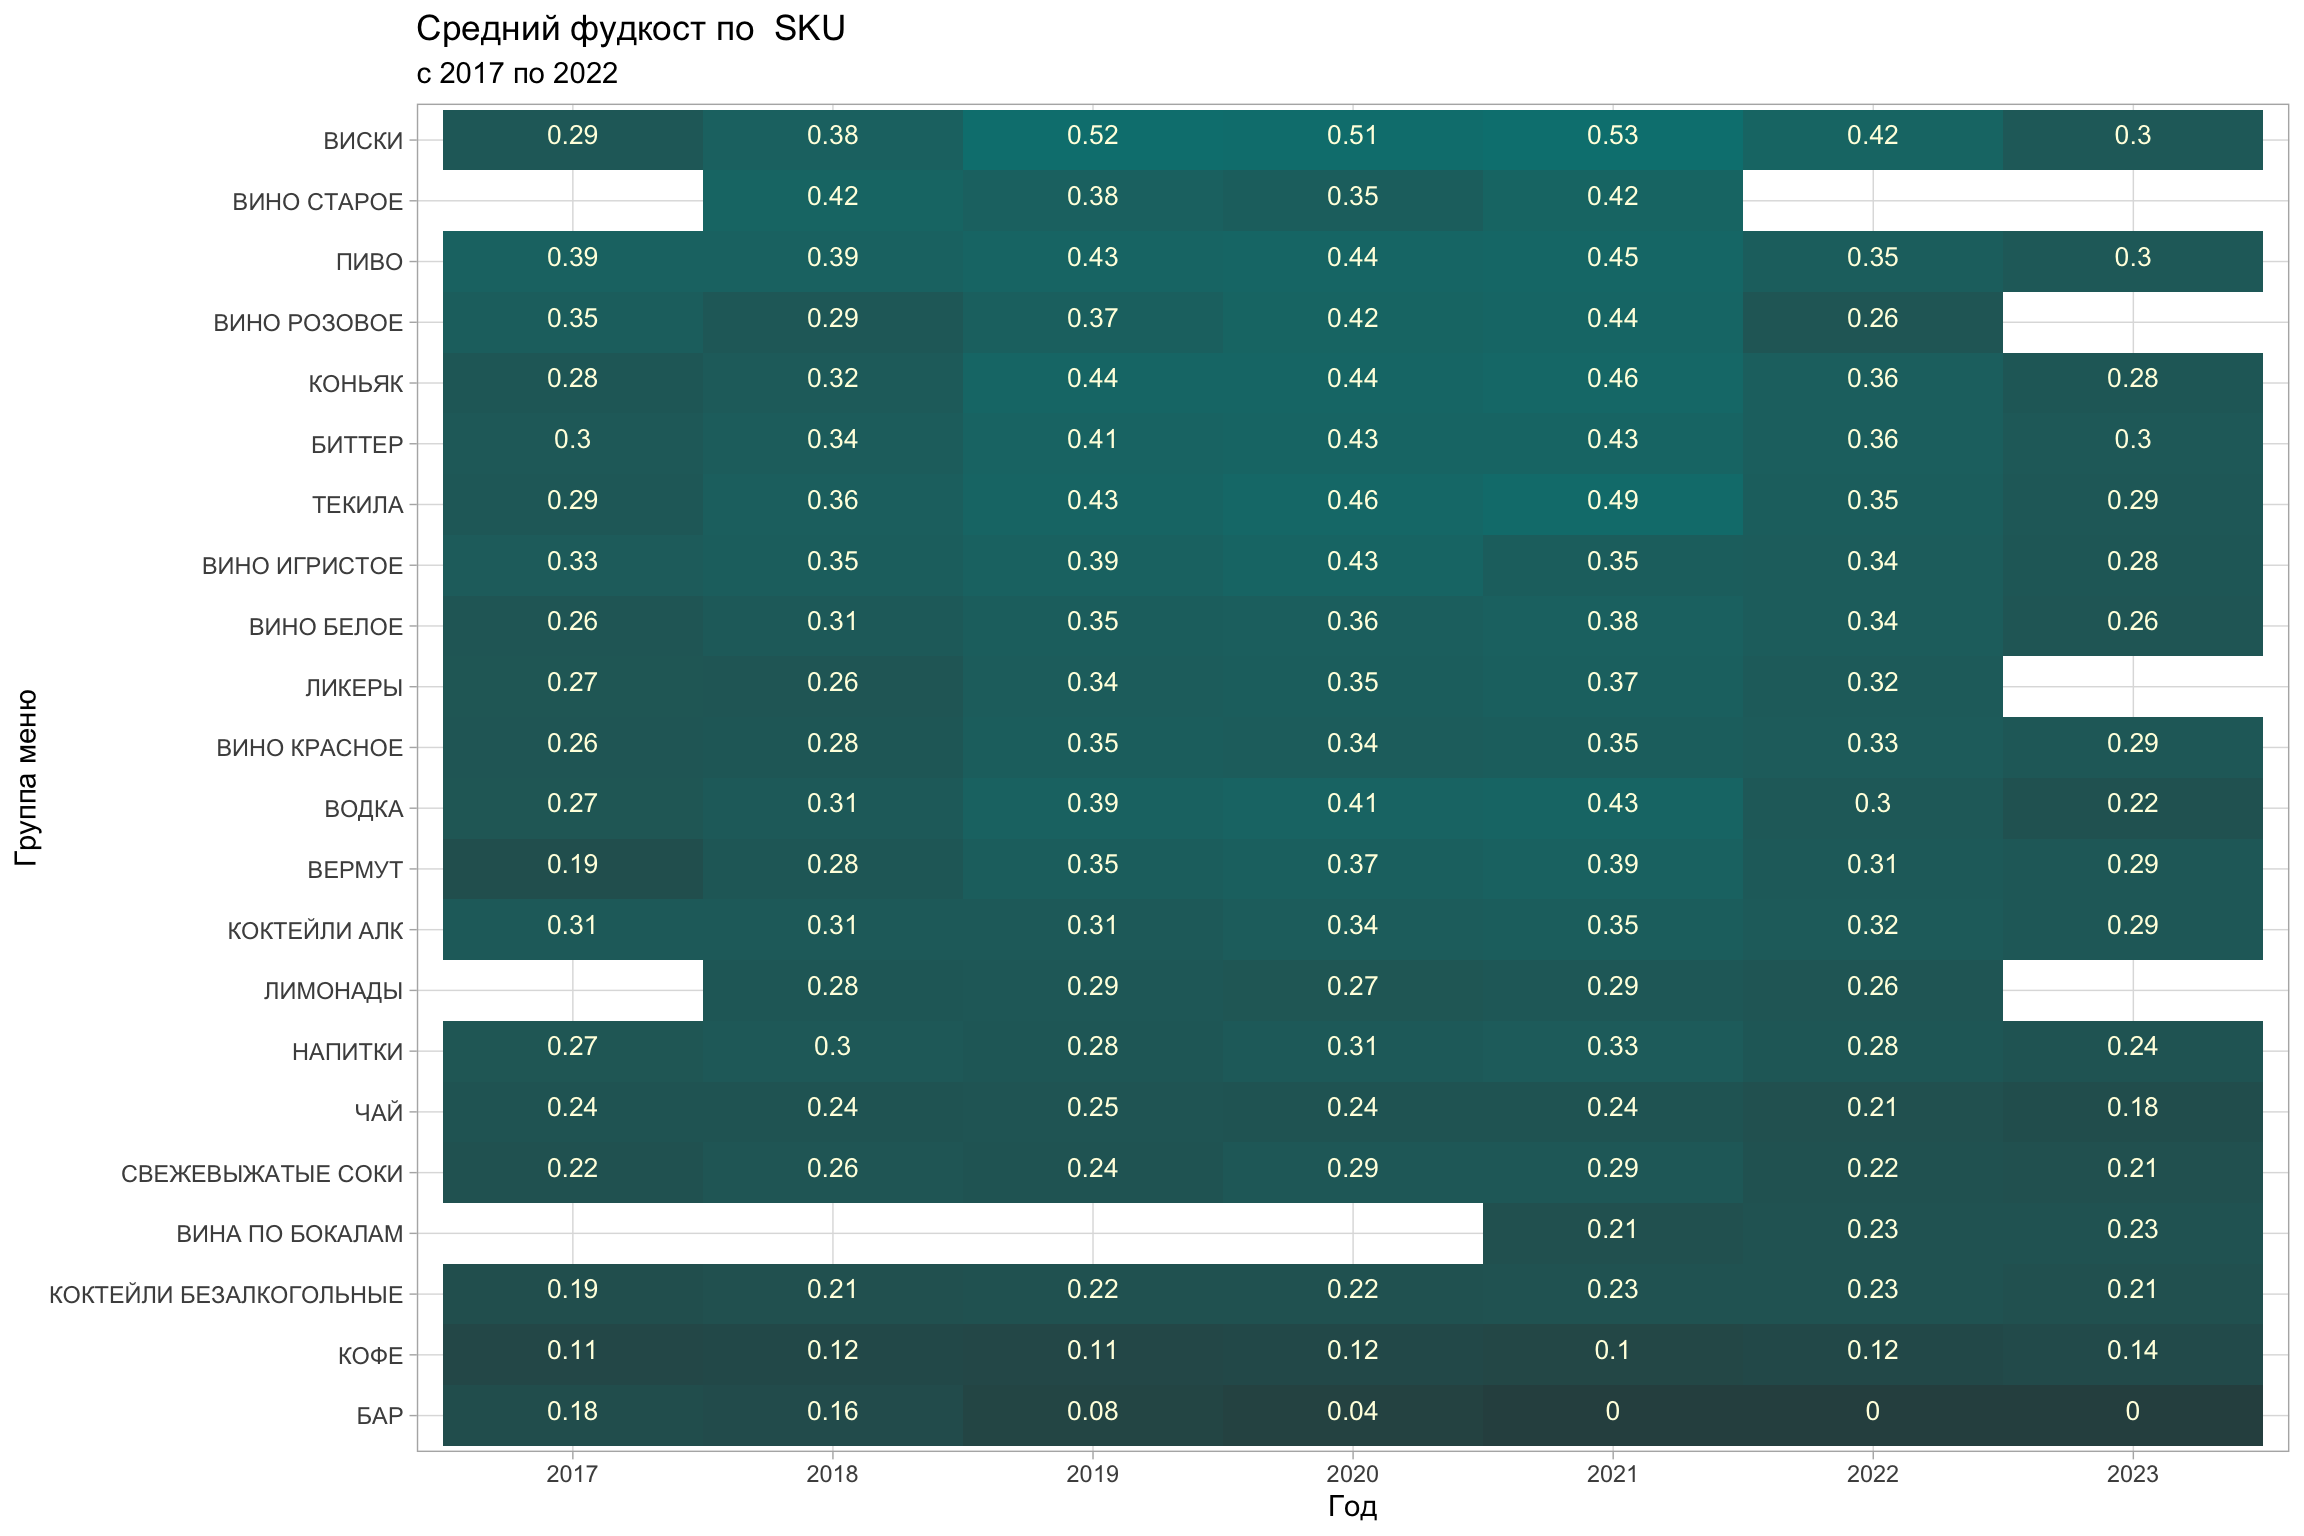 Средний фудкост по  SKU
с 2017 по 2022
Группа меню
ВИСКИ 0.29 0.38 0.52 0.51 0.53 0.42 0.3
ВИНО СТАРОЕ 0.42 0.38 0.35 0.42
ПИВО 0.39 0.39 0.43 0.44 0.45 0.35 0.3
ВИНО РОЗОВОЕ 0.35 0.29 0.37 0.42 0.44 0.26
КОНЬЯК 0.28 0.32 0.44 0.44 0.46 0.36 0.28
БИТТЕР 0.3 0.34 0.41 0.43 0.43 0.36 0.3
ТЕКИЛА 0.29 0.36 0.43 0.46 0.49 0.35 0.29
ВИНО ИГРИСТОЕ 0.33 0.35 0.39 0.43 0.35 0.34 0.28
ВИНО БЕЛОЕ 0.26 0.31 0.35 0.36 0.38 0.34 0.26
ЛИКЕРЫ 0.27 0.26 0.34 0.35 0.37 0.32
ВИНО КРАСНОЕ 0.26 0.28 0.35 0.34 0.35 0.33 0.29
ВОДКА 0.27 0.31 0.39 0.41 0.43 0.3 0.22
ВЕРМУТ 0.19 0.28 0.35 0.37 0.39 0.31 0.29
КОКТЕЙЛИ АЛК 0.31 0.31 0.31 0.34 0.35 0.32 0.29
ЛИМОНАДЫ 0.28 0.29 0.27 0.29 0.26
НАПИТКИ 0.27 0.3 0.28 0.31 0.33 0.28 0.24
ЧАЙ 0.24 0.24 0.25 0.24 0.24 0.21 0.18
СВЕЖЕВЫЖАТЫЕ СОКИ 0.22 0.26 0.24 0.29 0.29 0.22 0.21
ВИНА ПО БОКАЛАМ 0.21 0.23 0.23
КОКТЕЙЛИ БЕЗАЛКОГОЛЬНЫЕ 0.19 0.21 0.22 0.22 0.23 0.23 0.21
КОФЕ 0.11 0.12 0.11 0.12 0.1 0.12 0.14
БАР 0.18 0.16 0.08 0.04 0 0 0
2017 2018 2019 2020 2021 2022 2023
Год